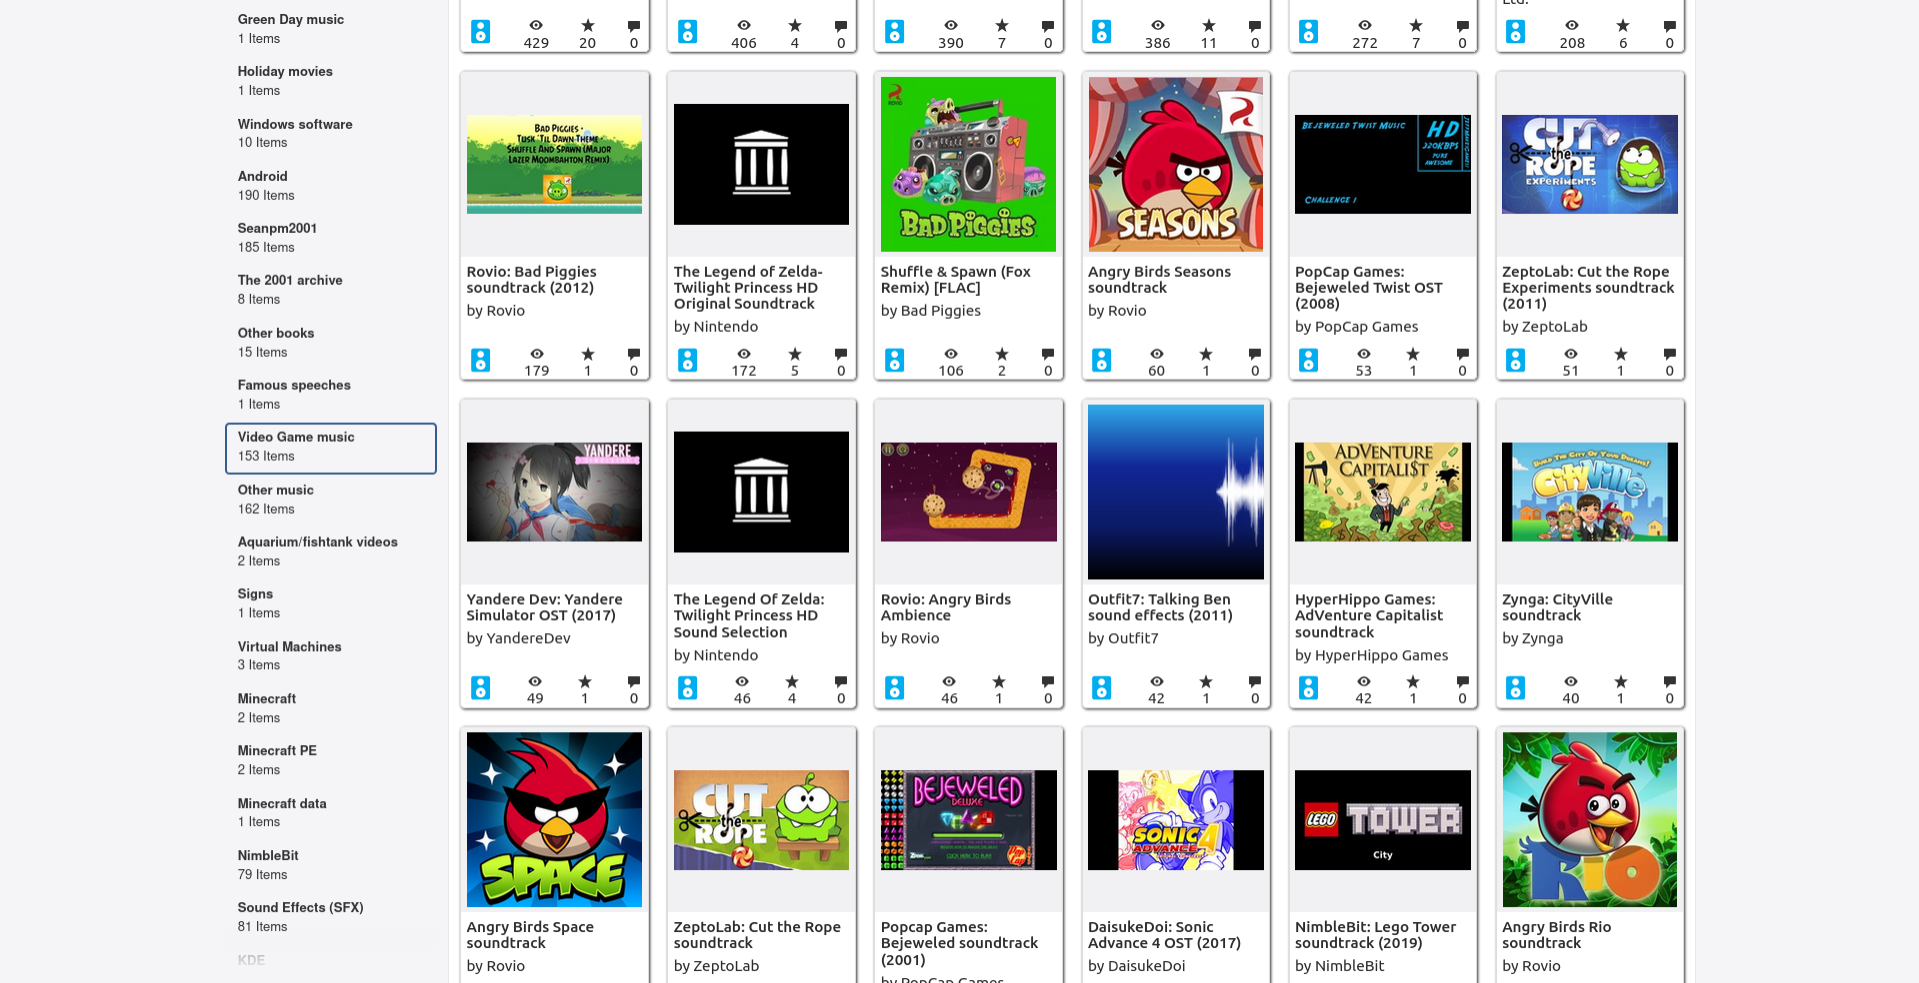 Green Day music
1 Items
Holiday movies
1 Items
Windows software
10 Items
Android
190 Items
Seanpm2001
185 Items
The 2001 archive
8 Items
Other books
15 Items
Famous speeches
1 Items
Video Game music
153 Items
Other music
162 Items
Aquarium/fishtank videos
2 Items
Signs
1 Items
Virtual Machines
3 Items
Minecraft
2 Items
Minecraft PE
2 Items
Minecraft data
1 Items
NimbleBit
79 Items
Sound Effects (SFX)
81 Items
KDE
Ltd.
429 20 0
406 4 0
390 7 0
386 11 0
272 7 0
208 6 0
Bad Piggies -
Tusk 'Til Dawn Theme
Shuffle And Spawn (Major
Lazer Moombahton Remix)
Rovio: Bad Piggies
soundtrack (2012)
by Rovio
179 1 0
The Legend of Zelda-
Twilight Princess HD
Original Soundtrack
by Nintendo
172 5 0
ROVIO
BAD PIGGIES
Shuffle & Spawn (Fox
Remix) [FLAC]
by Bad Piggies
106 2 0
SEASONS
Angry Birds Seasons
soundtrack
by Rovio
60 1 0
Bejeweled Twist Music
HD
320KBPS
PURE
AWESOME
Challenge 1
PopCap Games:
Bejeweled Twist OST
(2008)
by PopCap Games
53 1 0
CUT
the
ROPE
EXPERIMENTS
ZeptoLab: Cut the Rope
Experiments soundtrack
(2011)
by ZeptoLab
51 1 0
YANDERE
Yandere Dev: Yandere
Simulator OST (2017)
by YandereDev
49 1 0
The Legend Of Zelda:
Twilight Princess HD
Sound Selection
by Nintendo
46 4 0
Rovio: Angry Birds
Ambience
by Rovio
46 1 0
Outfit7: Talking Ben
sound effects (2011)
by Outfit7
42 1 0
ADVENTURE
CAPITALI$T
HyperHippo Games:
AdVenture Capitalist
soundtrack
by HyperHippo Games
42 1 0
Build The City Of Your Dreams!
CityVille
Zynga: CityVille
soundtrack
by Zynga
40 1 0
SPACE
Angry Birds Space
soundtrack
by Rovio
CUT
the
ROPE
ZeptoLab: Cut the Rope
soundtrack
by ZeptoLab
BEJEWELED
DELUXE
CLICK HERE TO PLAY!
Popcap Games:
Bejeweled soundtrack
(2001)
by PopCap Games
SONIC
ADVANCE 4
DaisukeDoi: Sonic
Advance 4 OST (2017)
by DaisukeDoi
LEGO TOWER
City
NimbleBit: Lego Tower
soundtrack (2019)
by NimbleBit
RIO
Angry Birds Rio
soundtrack
by Rovio